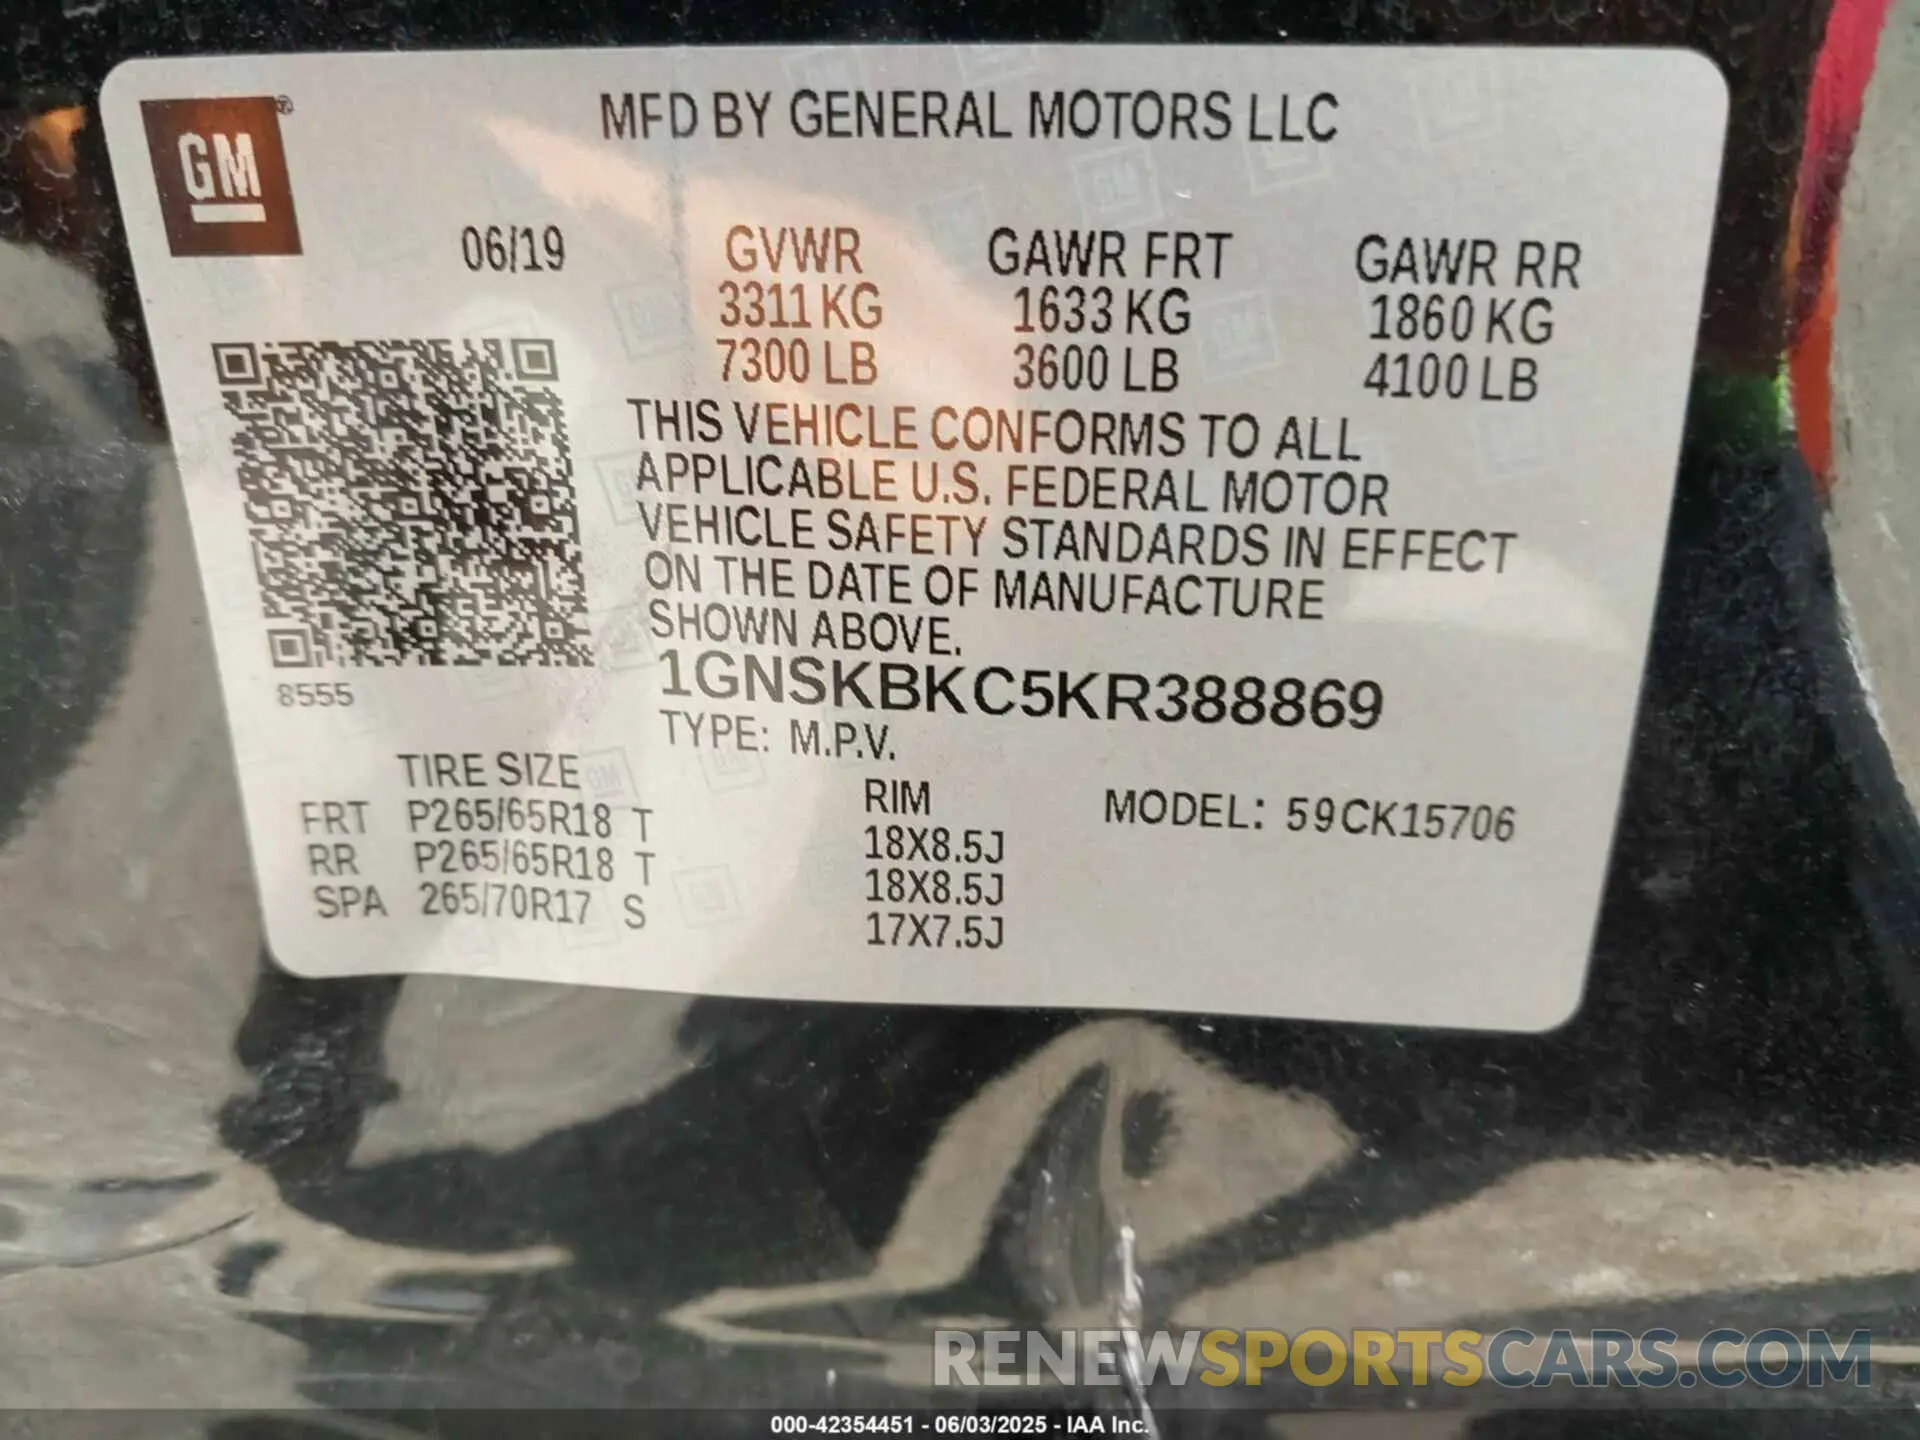 GM®
MFD BY GENERAL MOTORS LLC
06/19 GVWR GAWR FRT GAWR RR
3311 KG 1633 KG 1860 KG
7300 LB 3600 LB 4100 LB
THIS VEHICLE CONFORMS TO ALL
APPLICABLE U.S. FEDERAL MOTOR
VEHICLE SAFETY STANDARDS IN EFFECT
ON THE DATE OF MANUFACTURE
SHOWN ABOVE.
8555
1GNSKBKC5KR388869
TYPE: M.P.V.
TIRE SIZE RIM MODEL: 59CK15706
FRT P265/65R18 T 18X8.5J
RR P265/65R18 T 18X8.5J
SPA 265/70R17 S 17X7.5J
RENEWSPORTSCARS.COM
000-42354451 - 06/03/2025 - IAA Inc.